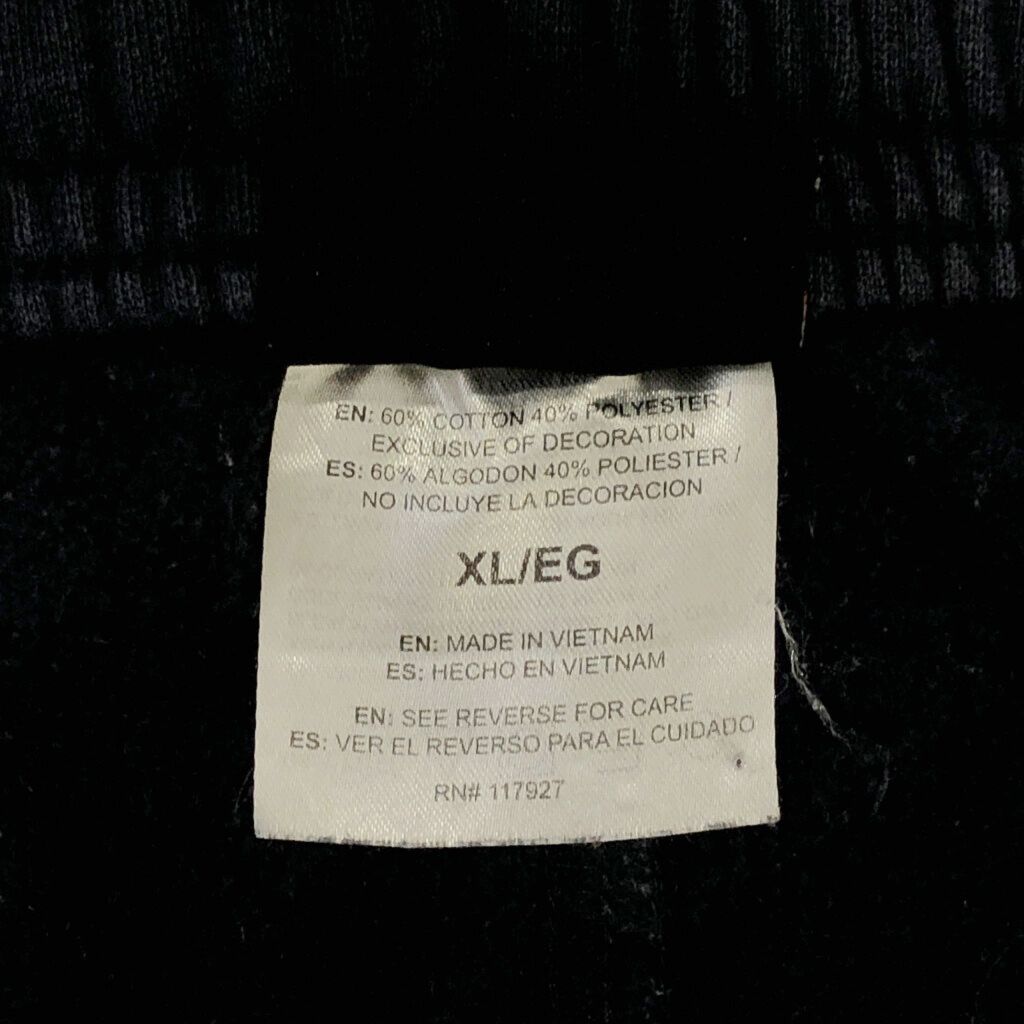 EN: 60% COTTON 40% POLYESTER /
EXCLUSIVE OF DECORATION
ES: 60% ALGODON 40% POLIESTER /
NO INCLUYE LA DECORACION
XL/EG
EN: MADE IN VIETNAM
ES: HECHO EN VIETNAM
EN: SEE REVERSE FOR CARE
ES: VER EL REVERSO PARA EL CUIDADO
RN# 117927